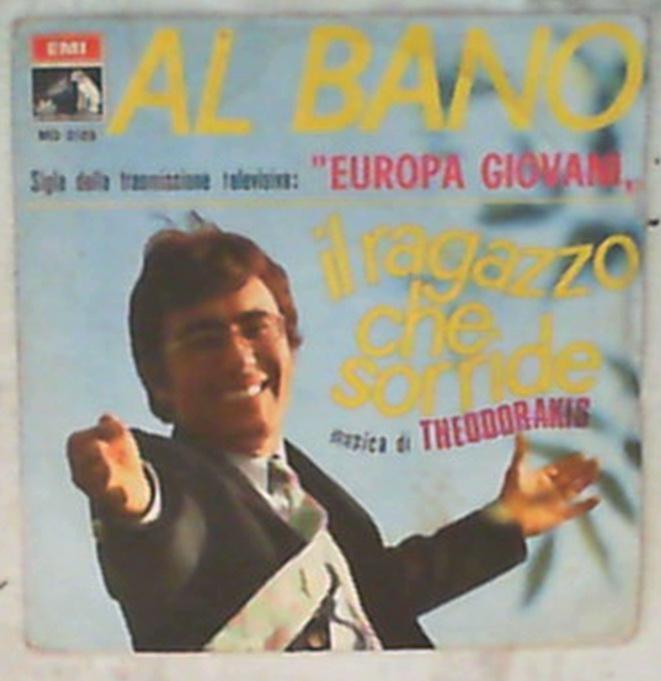 EMI
AL BANO
Sigla della trasmissione televisiva: "EUROPA GIOVANI„
il ragazzo
che
sorride
musica di THEODORAKIS